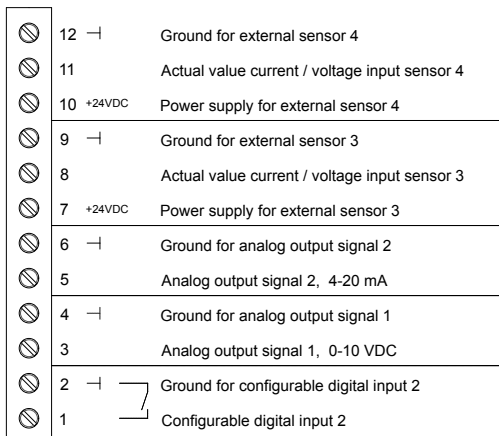 12 Ground for external sensor 4
11 Actual value current / voltage input sensor 4
10 +24VDC Power supply for external sensor 4
9 Ground for external sensor 3
8 Actual value current / voltage input sensor 3
7 +24VDC Power supply for external sensor 3
6 Ground for analog output signal 2
5 Analog output signal 2, 4-20 mA
4 Ground for analog output signal 1
3 Analog output signal 1, 0-10 VDC
2 Ground for configurable digital input 2
1 Configurable digital input 2